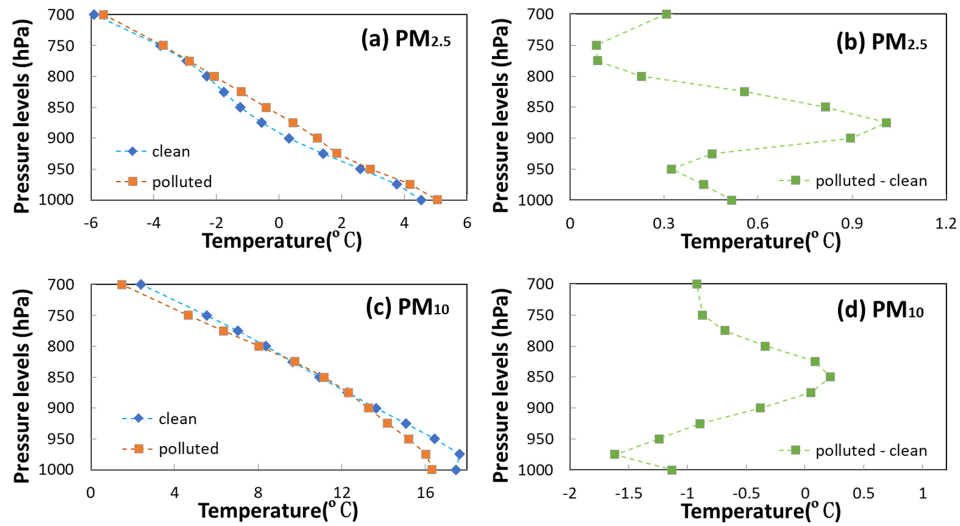 Pressure levels (hPa)
700
750
800
850
900
950
1000
(a) PM2.5
clean
polluted
-6
-4
-2
0
2
4
6
Temperature(°C)
Pressure levels (hPa)
700
750
800
850
900
950
1000
(b) PM2.5
polluted - clean
0
0.3
0.6
0.9
1.2
Temperature(°C)
Pressure levels (hPa)
700
750
800
850
900
950
1000
(c) PM10
clean
polluted
0
4
8
12
16
Temperature(°C)
Pressure levels (hPa)
700
750
800
850
900
950
1000
(d) PM10
polluted - clean
-2
-1.5
-1
-0.5
0
0.5
1
Temperature(°C)